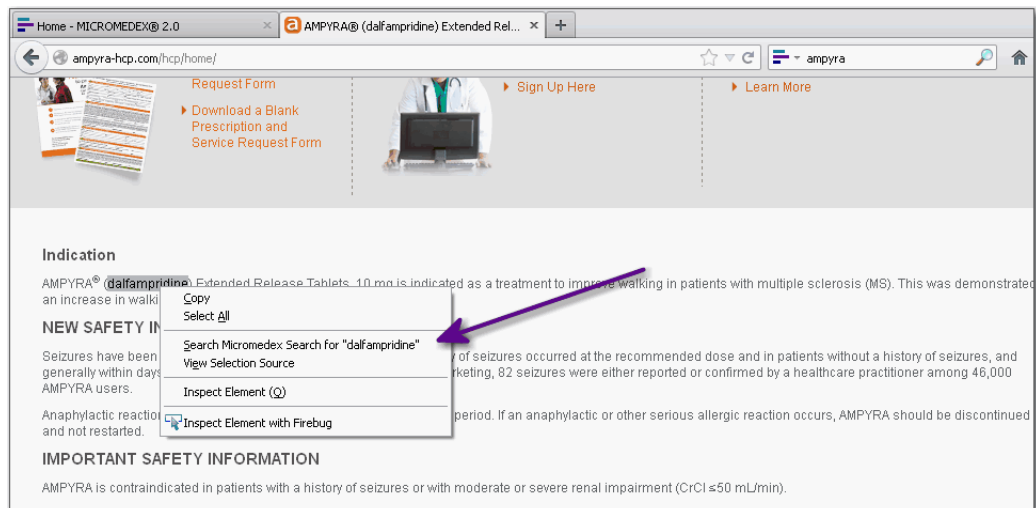 Home - MICROMEDEX® 2.0
AMPYRA® (dalfampridine) Extended Rel...
ampyra-hcp.com/hcp/home/
ampyra
Request Form
Download a Blank
Prescription and
Service Request Form
Sign Up Here
Learn More
Indication
AMPYRA® (dalfampridine) Extended Release Tablets, 10 mg is indicated as a treatment to improve walking in patients with multiple sclerosis (MS). This was demonstrated
an increase in walki
Copy
Select All
Search Micromedex Search for "dalfampridine"
View Selection Source
Inspect Element (Q)
Inspect Element with Firebug
NEW SAFETY IN
Seizures have been
y of seizures occurred at the recommended dose and in patients without a history of seizures, and
generally within days
rketing, 82 seizures were either reported or confirmed by a healthcare practitioner among 46,000
AMPYRA users.
Anaphylactic reaction
period. If an anaphylactic or other serious allergic reaction occurs, AMPYRA should be discontinued
and not restarted.
IMPORTANT SAFETY INFORMATION
AMPYRA is contraindicated in patients with a history of seizures or with moderate or severe renal impairment (CrCl ≤50 mL/min).